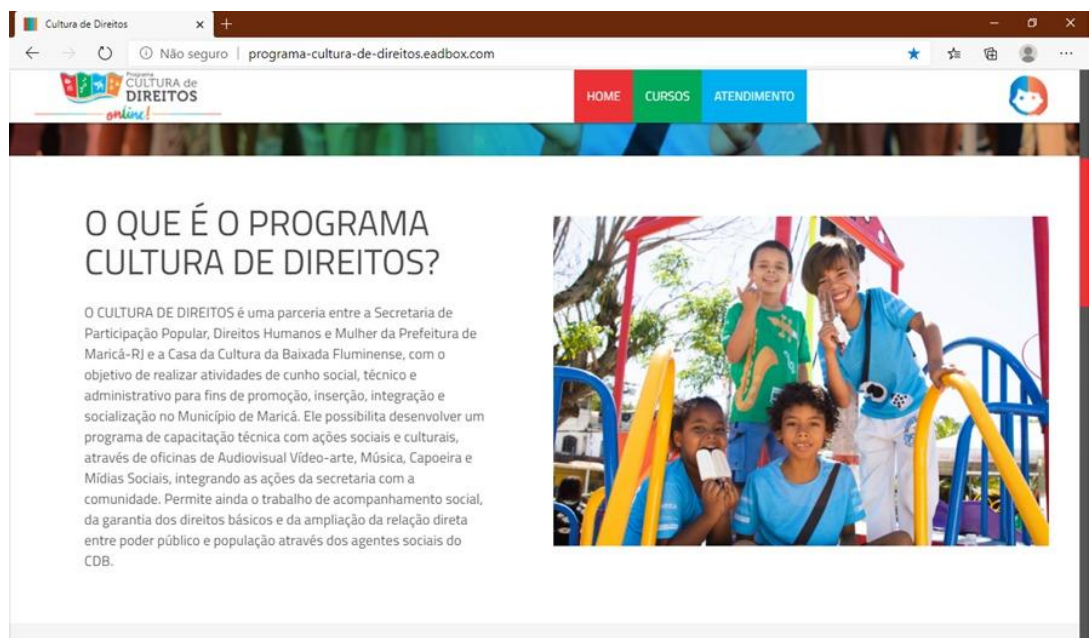 Cultura de Direitos
Não seguro
programa-cultura-de-direitos.eadbox.com
Programa
CULTURA de
DIREITOS
online!
HOME
CURSOS
ATENDIMENTO
O QUE É O PROGRAMA
CULTURA DE DIREITOS?
O CULTURA DE DIREITOS é uma parceria entre a Secretaria de
Participação Popular, Direitos Humanos e Mulher da Prefeitura de
Maricá-RJ e a Casa da Cultura da Baixada Fluminense, com o
objetivo de realizar atividades de cunho social, técnico e
administrativo para fins de promoção, inserção, integração e
socialização no Município de Maricá. Ele possibilita desenvolver um
programa de capacitação técnica com ações sociais e culturais,
através de oficinas de Audiovisual Vídeo-arte, Música, Capoeira e
Mídias Sociais, integrando as ações da secretaria com a
comunidade. Permite ainda o trabalho de acompanhamento social,
da garantia dos direitos básicos e da ampliação da relação direta
entre poder público e população através dos agentes sociais do
CDB.